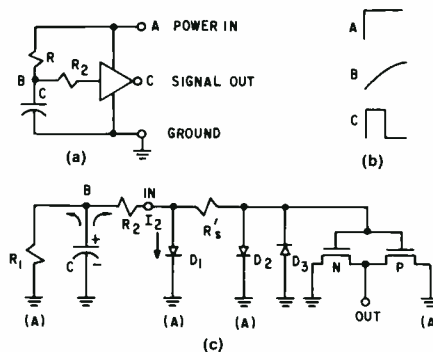 A POWER IN
R
B
R2
C SIGNAL OUT
C
GROUND
(a)
A
B
C
(b)
B
IN
R2
I2
R's
R1
C
+
-
D1
D2
D3
N
P
OUT
(A)
(A)
(A)
(A
(c)